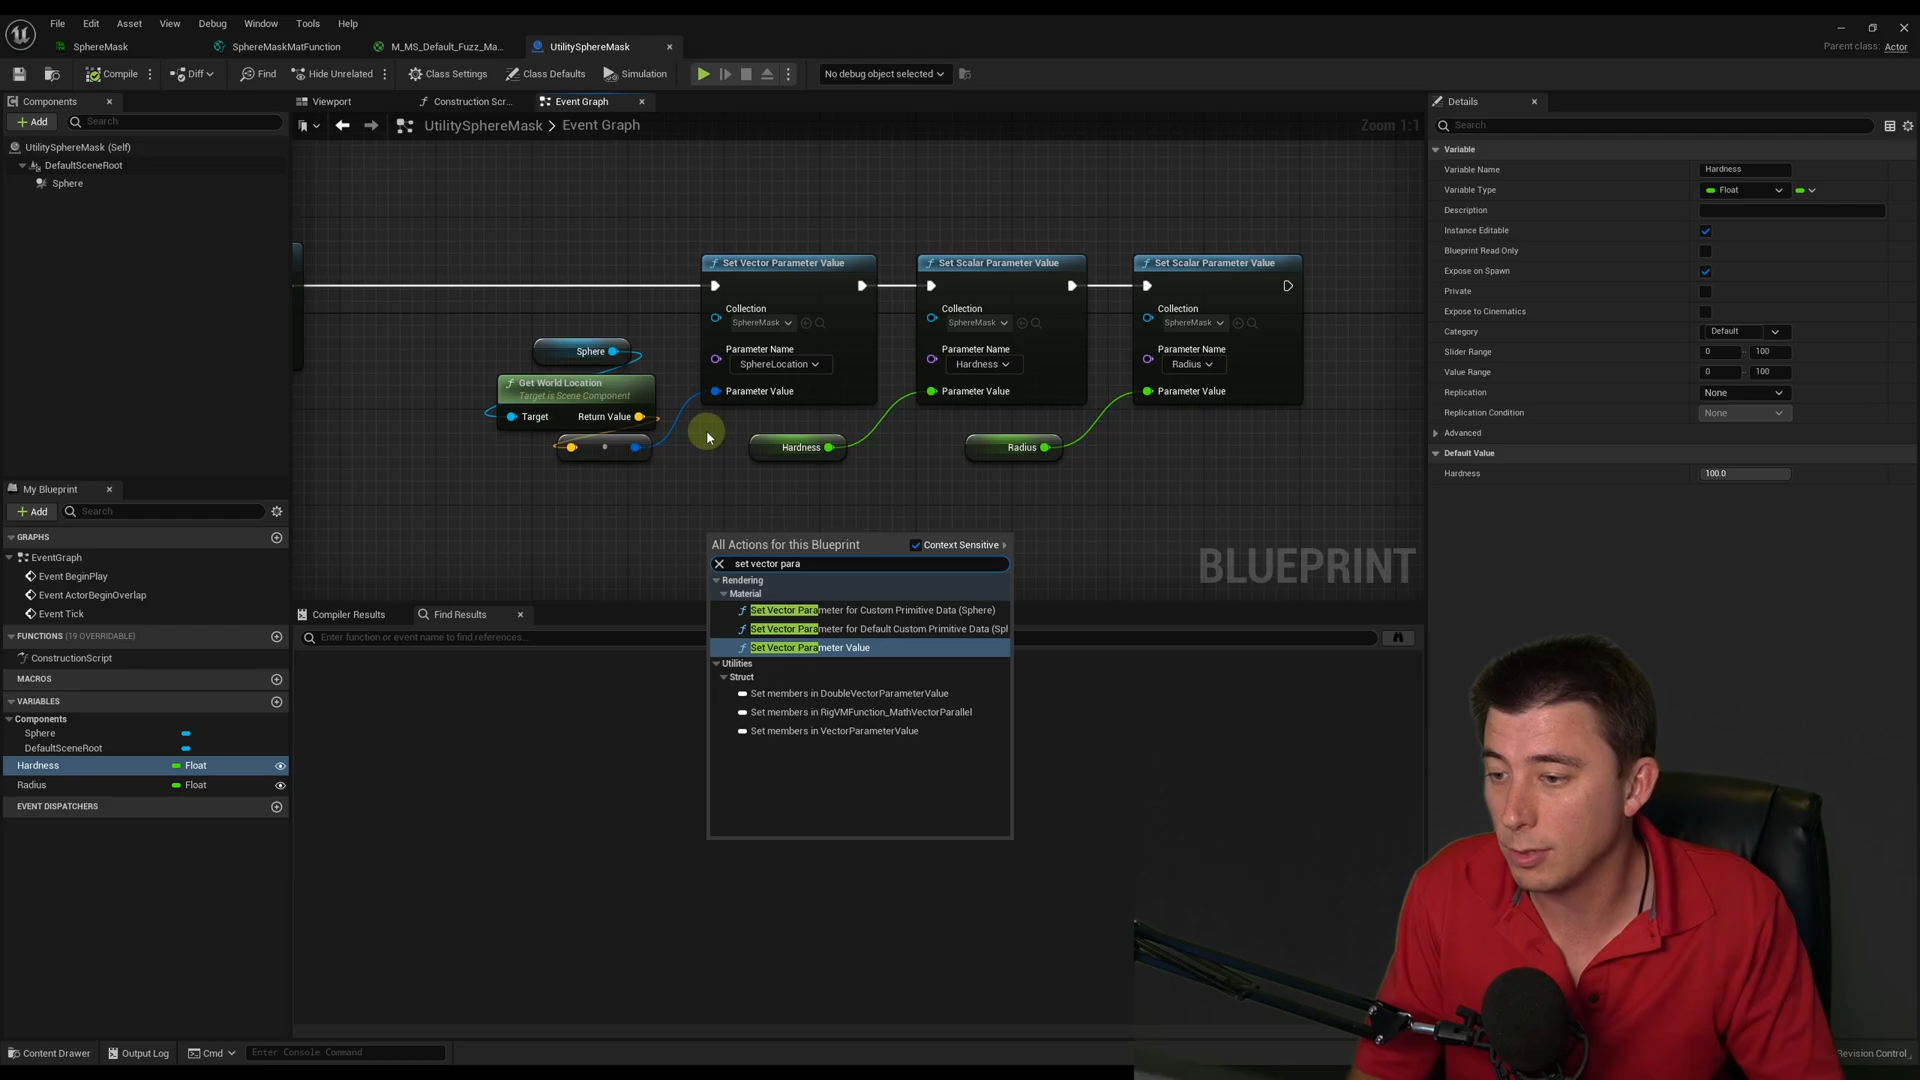 File Edit Asset View Debug Window Tools Help
SphereMask SphereMaskMatFunction M_MS_Default_Fuzz_Ma... UtilitySphereMask
Parent class: Actor
Compile Diff Find Hide Unrelated Class Settings Class Defaults Simulation No debug object selected
Components
Add Search
UtilitySphereMask (Self)
DefaultSceneRoot
Sphere
Viewport Construction Scr... Event Graph
UtilitySphereMask > Event Graph
Zoom 1:1
Set Vector Parameter Value
Collection
SphereMask
Parameter Name
SphereLocation
Parameter Value
Set Scalar Parameter Value
Collection
SphereMask
Parameter Name
Hardness
Parameter Value
Set Scalar Parameter Value
Collection
SphereMask
Parameter Name
Radius
Parameter Value
Sphere
Get World Location
Target is Scene Component
Target Return Value
Hardness
Radius
BLUEPRINT
All Actions for this Blueprint Context Sensitive
set vector para
Rendering
Material
Set Vector Parameter for Custom Primitive Data (Sphere)
Set Vector Parameter for Default Custom Primitive Data (Spl
Set Vector Parameter Value
Utilities
Struct
Set members in DoubleVectorParameterValue
Set members in RigVMFunction_MathVectorParallel
Set members in VectorParameterValue
My Blueprint
Add Search
GRAPHS
EventGraph
Event BeginPlay
Event ActorBeginOverlap
Event Tick
FUNCTIONS (19 OVERRIDABLE)
ConstructionScript
MACROS
VARIABLES
Components
Sphere
DefaultSceneRoot
Hardness Float
Radius Float
EVENT DISPATCHERS
Compiler Results Find Results
Enter function or event name to find references...
Details
Search
Variable
Variable Name Hardness
Variable Type Float
Description
Instance Editable
Blueprint Read Only
Expose on Spawn
Private
Expose to Cinematics
Category Default
Slider Range 0 100
Value Range 0 100
Replication None
Replication Condition None
Advanced
Default Value
Hardness 100.0
Content Drawer Output Log Cmd Enter Console Command
Revision Control